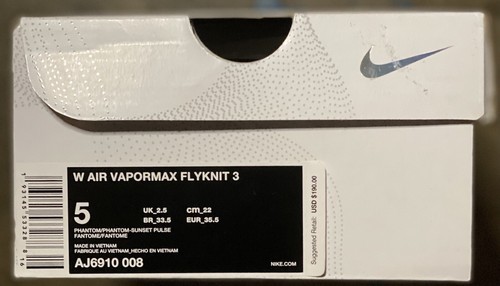 W AIR VAPORMAX FLYKNIT 3
5
UK_2.5 cm_22
BR_33.5 EUR_35.5
PHANTOM/PHANTOM-SUNSET PULSE
FANTOME/FANTOME
MADE IN VIETNAM
FABRIQUE AU VIETNAM_HECHO EN VIETNAM
AJ6910 008
NIKE.COM
Suggested Retail: USD $190.00